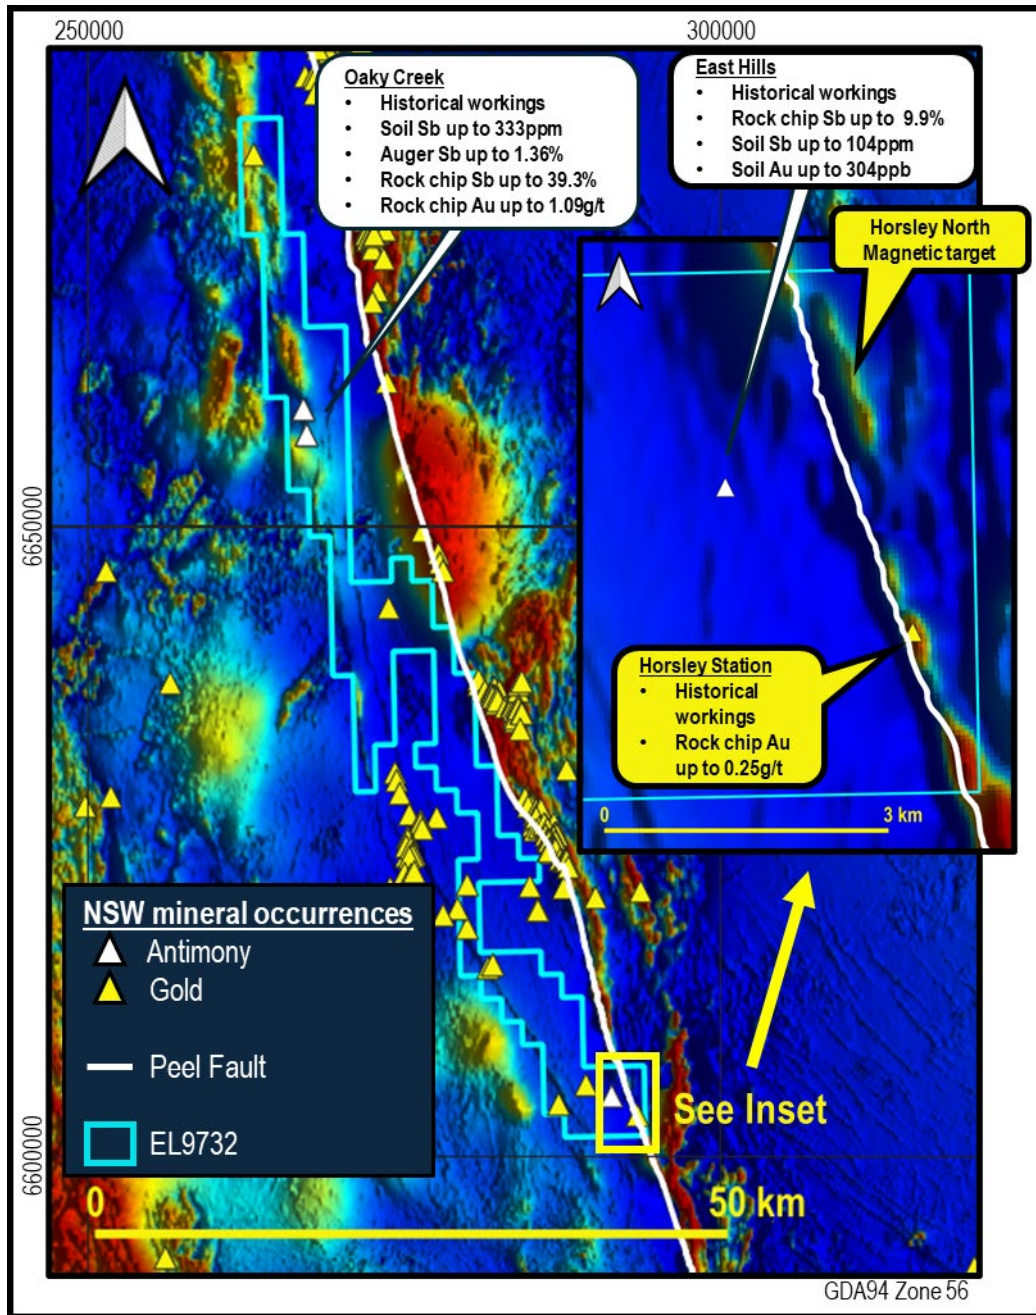 250000
300000
Oaky Creek
• Historical workings
• Soil Sb up to 333ppm
• Auger Sb up to 1.36%
• Rock chip Sb up to 39.3%
• Rock chip Au up to 1.09g/t
East Hills
• Historical workings
• Rock chip Sb up to 9.9%
• Soil Sb up to 104ppm
• Soil Au up to 304ppb
Horsley North
Magnetic target
6650000
Horsley Station
• Historical
workings
• Rock chip Au
up to 0.25g/t
0
3 km
NSW mineral occurrences
Antimony
Gold
Peel Fault
EL9732
See Inset
6600000
0
50 km
GDA94 Zone 56